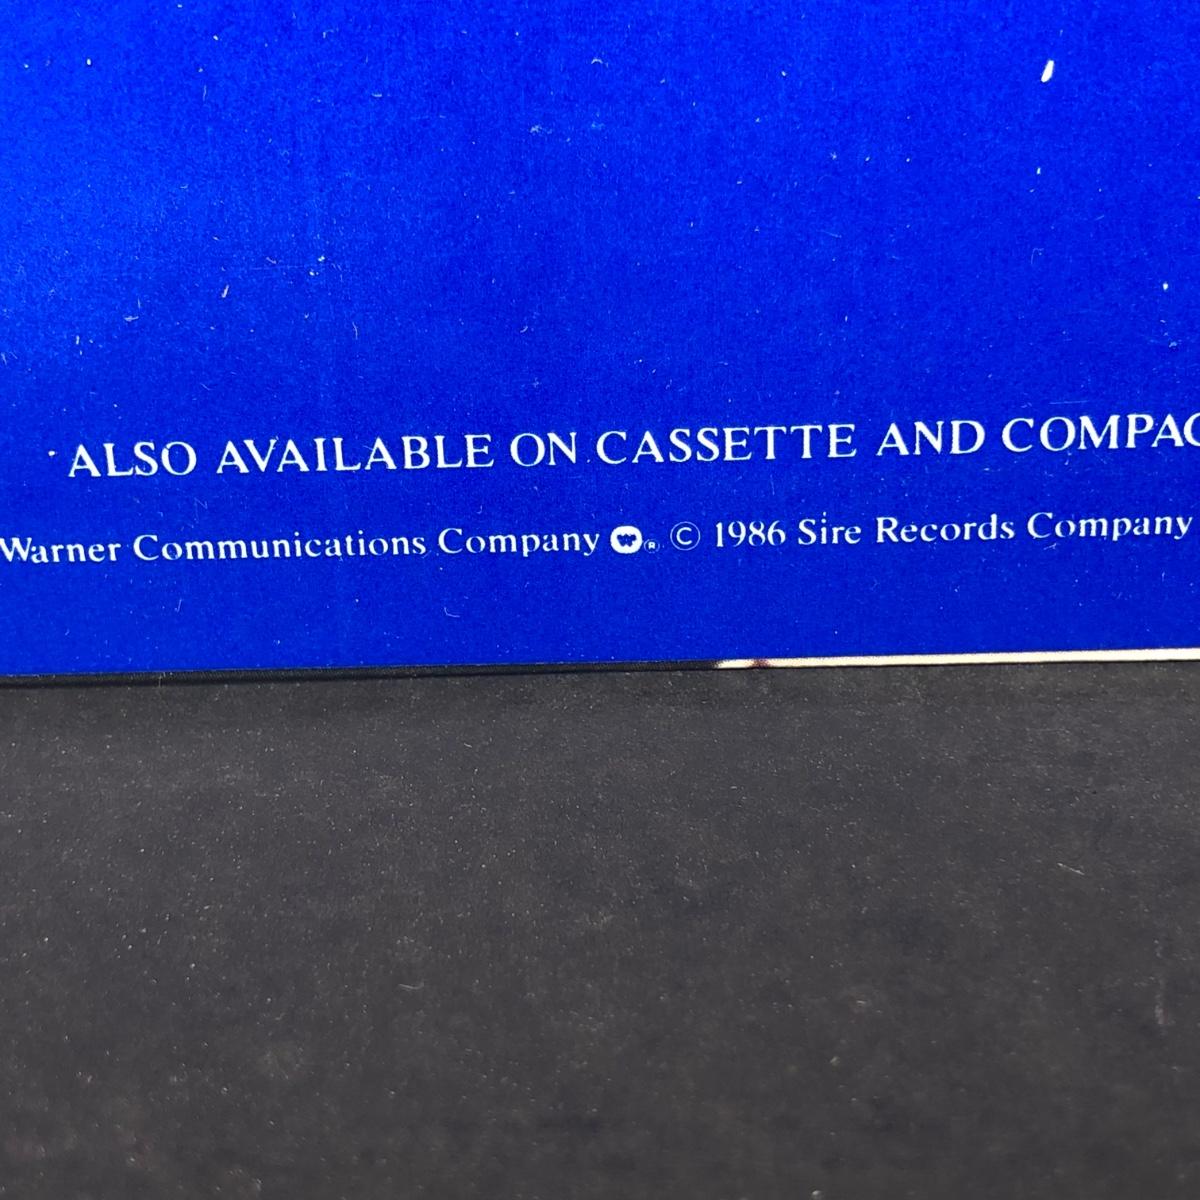 ALSO AVAILABLE ON CASSETTE AND COMPAC
Warner Communications Company W ® © 1986 Sire Records Company